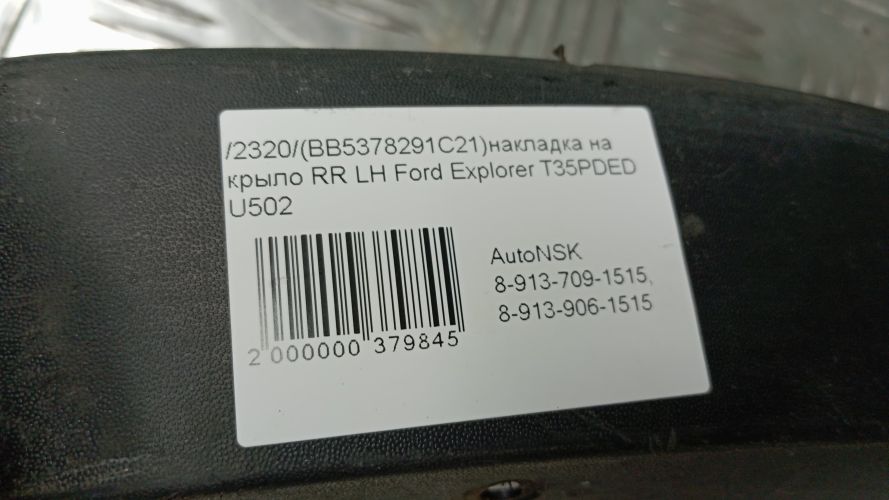 /2320/(BB5378291C21)накладка на
крыло RR LH Ford Explorer T35PDED
U502
AutoNSK
8-913-709-1515,
8-913-906-1515
2 000000 379845